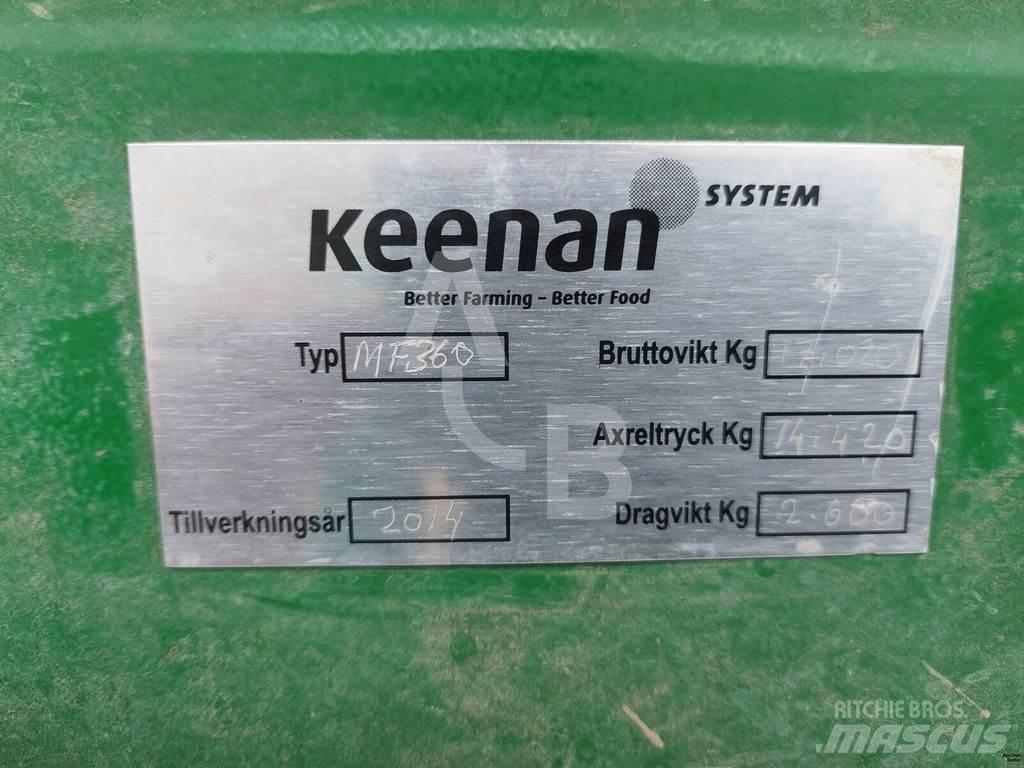 Keenan SYSTEM
Better Farming – Better Food
Typ MF360
Bruttovikt Kg
Axeltryck Kg 14.420
Tillverkningsår 2014
Dragvikt Kg 2.600
AB
RITCHIE BROS.
MASCUS